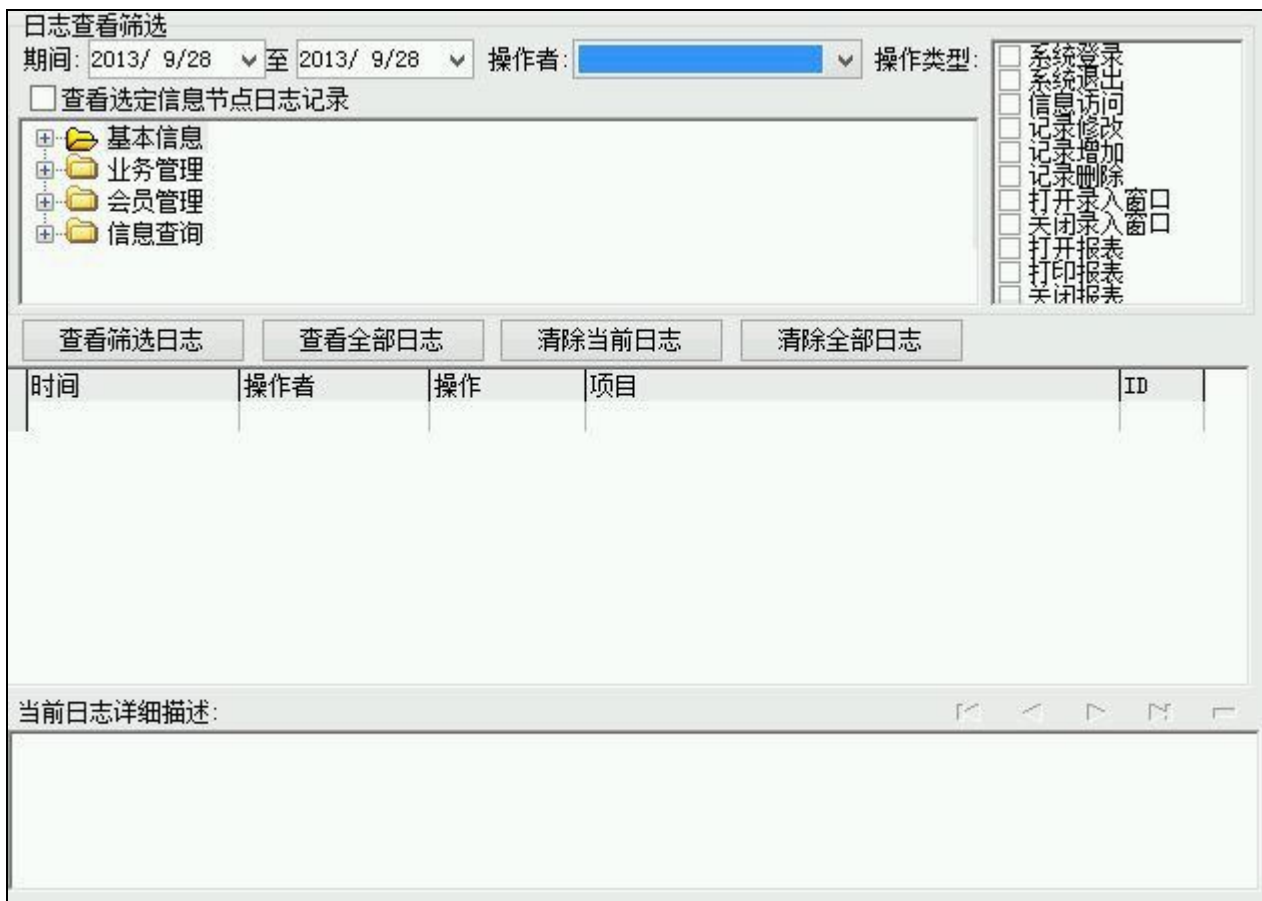 日志查看筛选
期间: 2013/ 9/28 至 2013/ 9/28 操作者: 操作类型:
查看选定信息节点日志记录
基本信息
业务管理
会员管理
信息查询
系统登录
系统退出
信息访问
记录修改
记录增加
记录删除
打开录入窗口
关闭录入窗口
打开报表
打印报表
关闭报表
查看筛选日志 查看全部日志 清除当前日志 清除全部日志
时间 操作者 操作 项目 ID
当前日志详细描述: